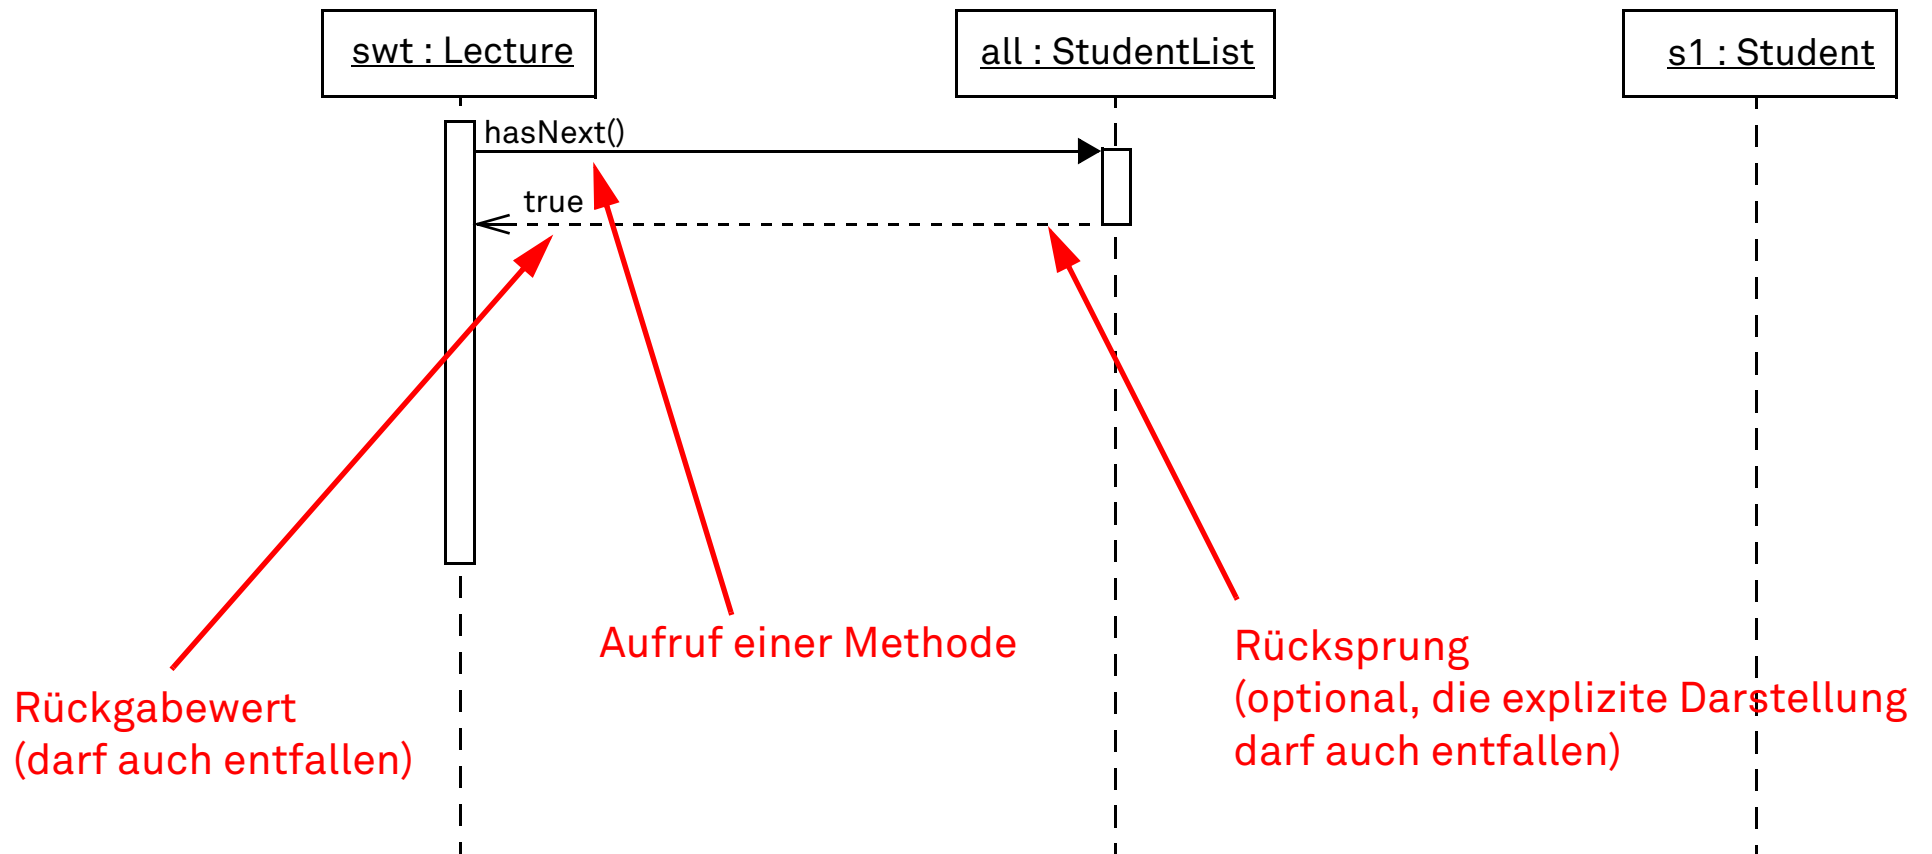 swt : Lecture
all : StudentList
s1 : Student
hasNext()
true
Aufruf einer Methode
Rückgabewert
(darf auch entfallen)
Rücksprung
(optional, die explizite Darstellung
darf auch entfallen)